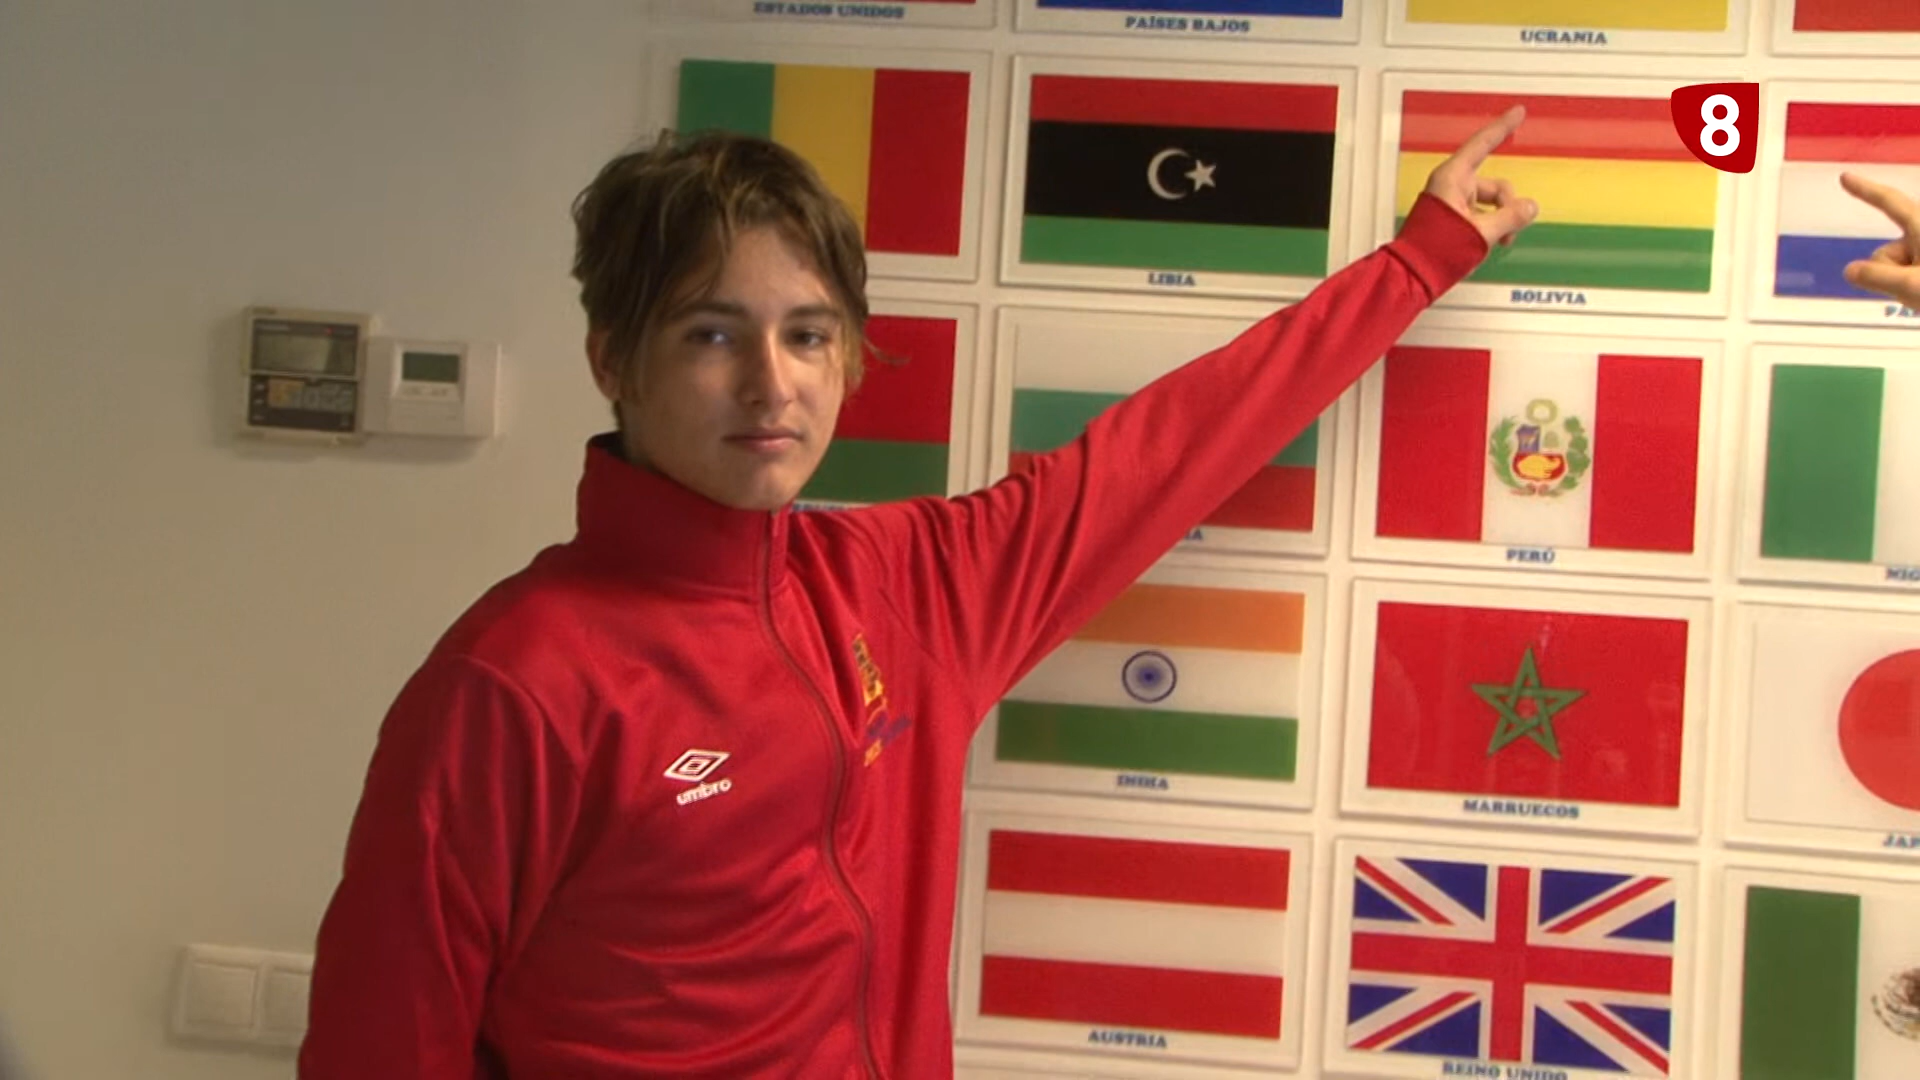 ESTADOS UNIDOS
PAÍSES BAJOS
UCRANIA
8
LIBIA
BOLIVIA
PERÚ
umbro
INDIA
MARRUECOS
AUSTRIA
REINO UNIDO